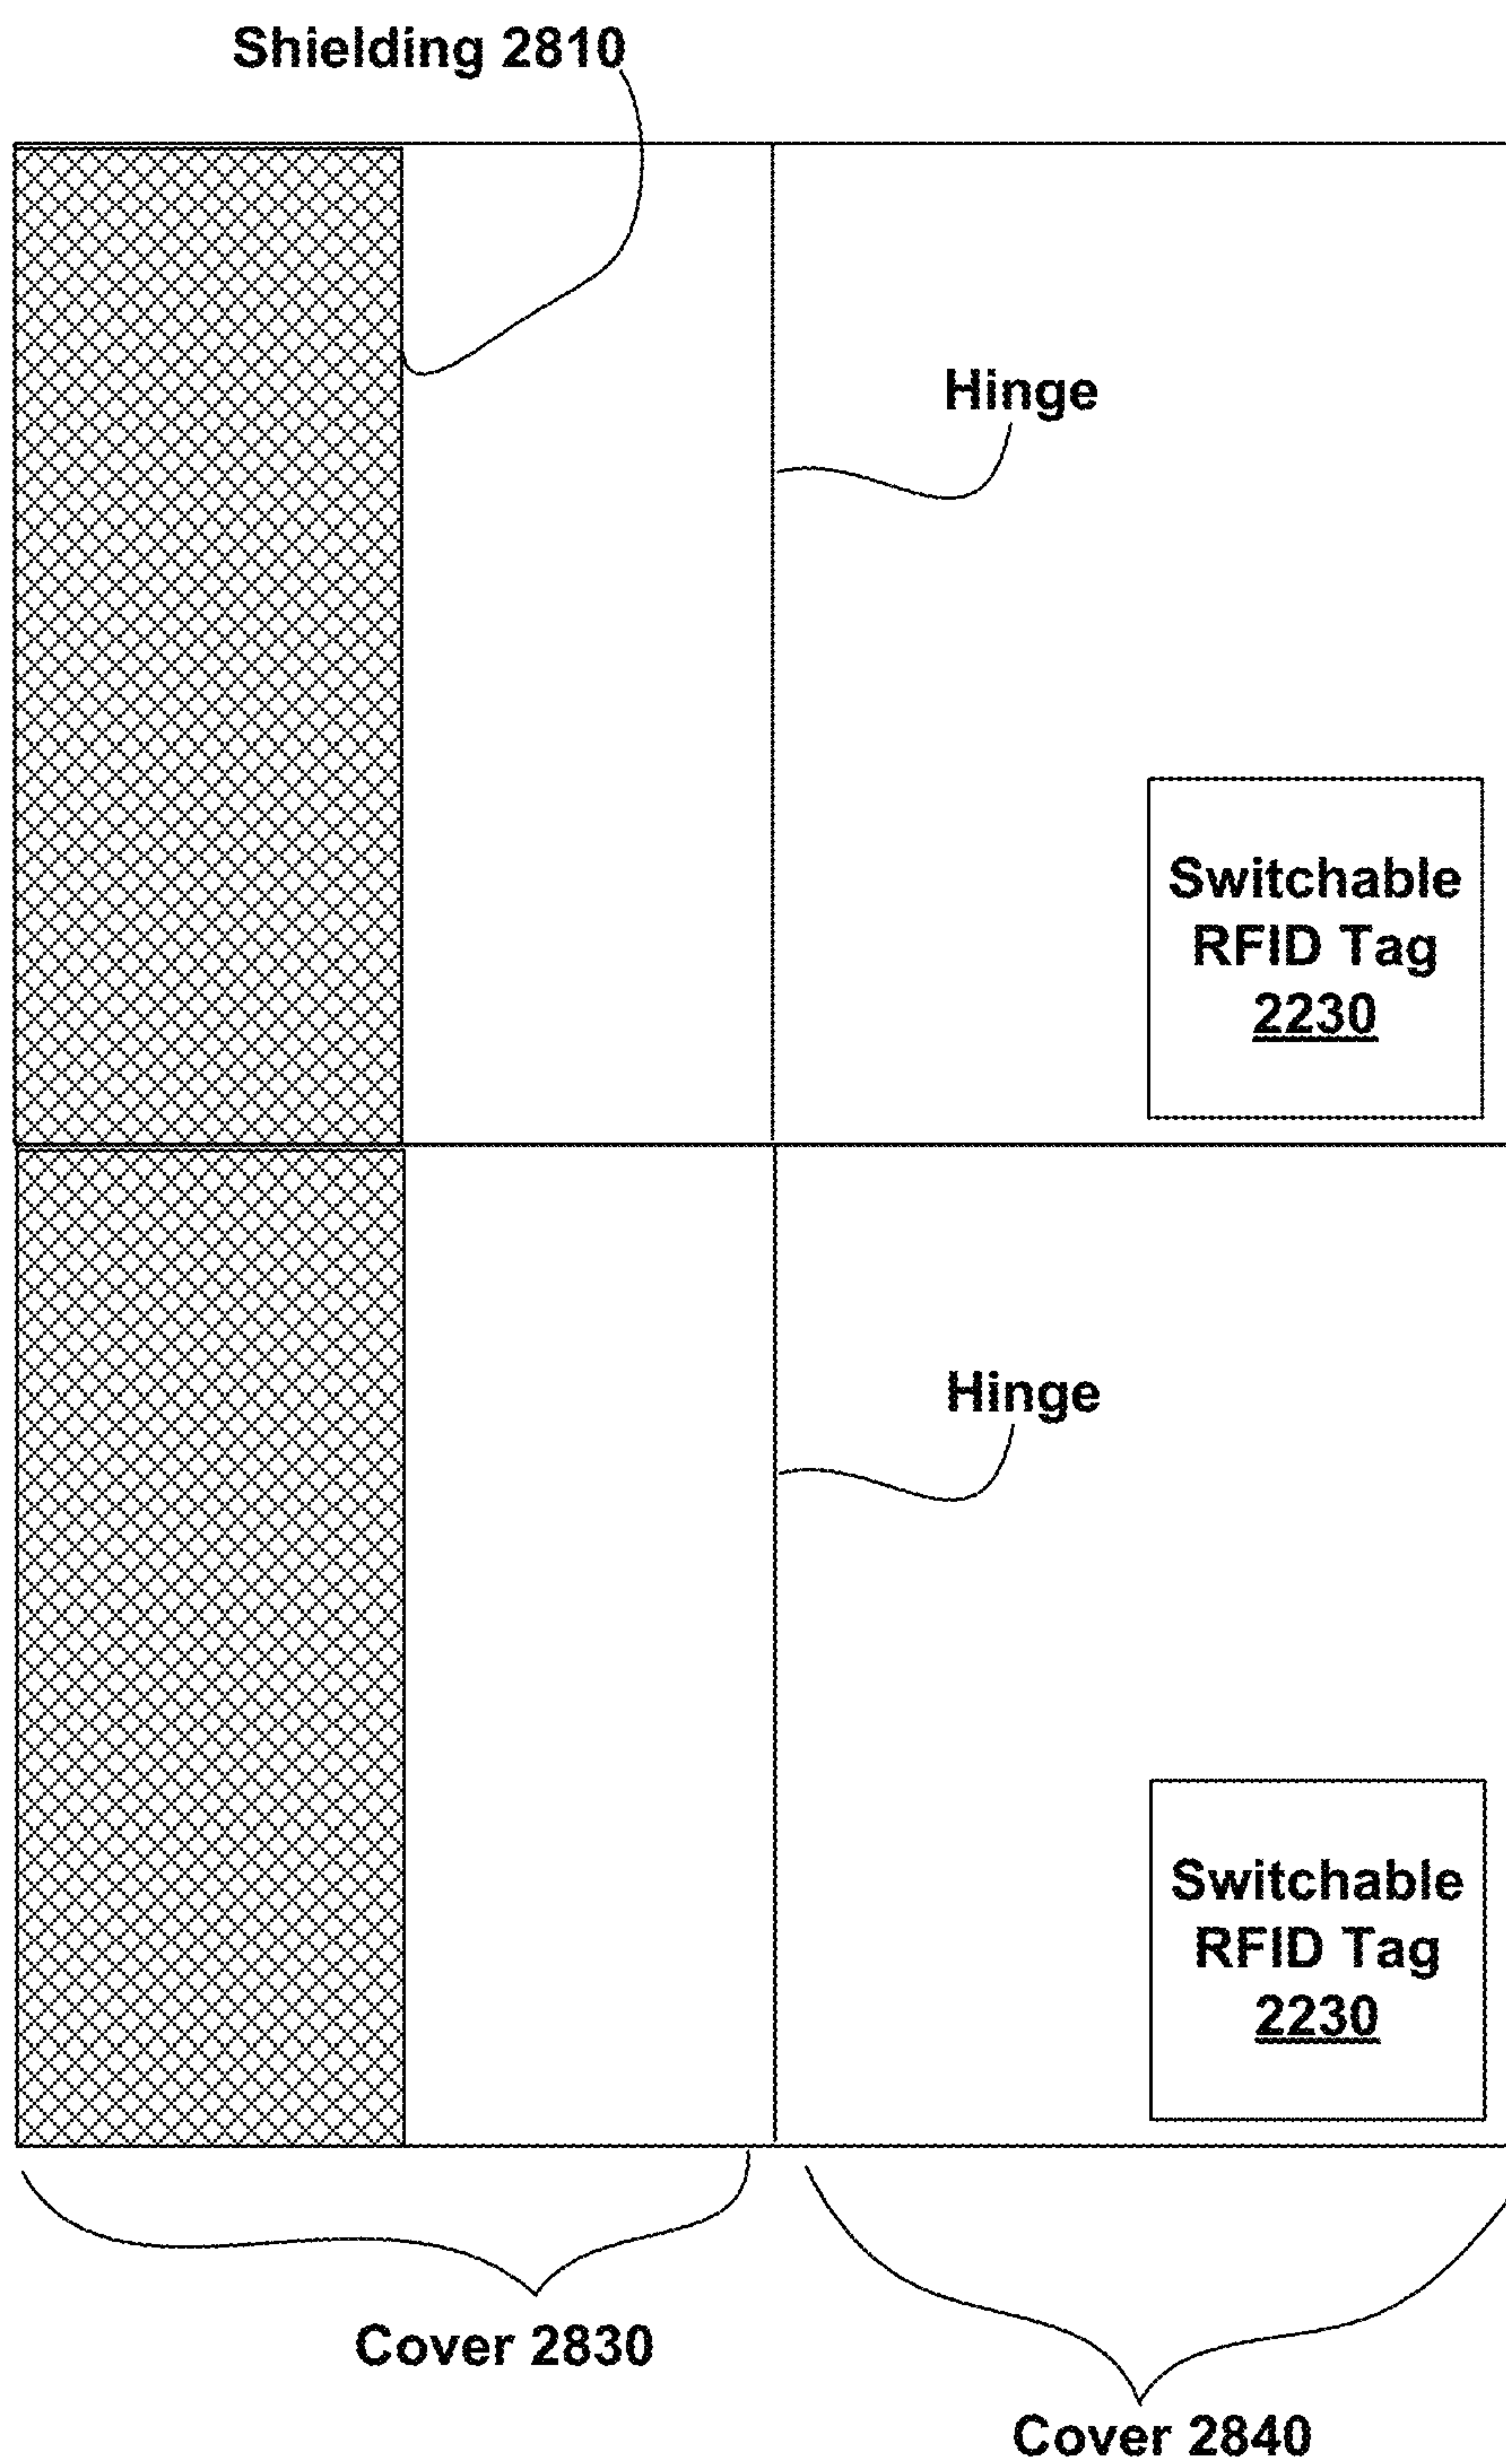 Shielding 2810
Hinge
Switchable
RFID Tag
2230
Hinge
Switchable
RFID Tag
2230
Cover 2830
Cover 2840